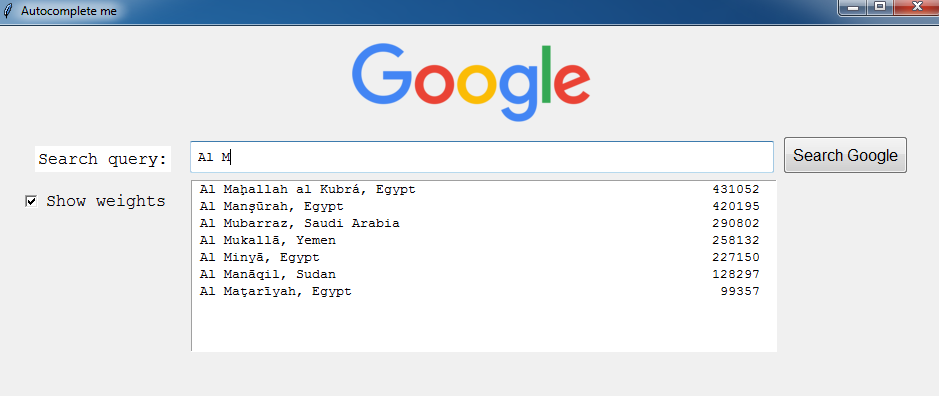 Autocomplete me
Google
Search query: Al M Search Google
Show weights
Al Maḩallah al Kubrá, Egypt 431052
Al Manşūrah, Egypt 420195
Al Mubarraz, Saudi Arabia 290802
Al Mukallā, Yemen 258132
Al Minyā, Egypt 227150
Al Manāqil, Sudan 128297
Al Maţarīyah, Egypt 99357